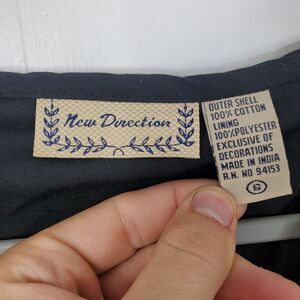 New Direction
OUTER SHELL
100% COTTON
LINING
100% POLYESTER
EXCLUSIVE OF
DECORATIONS
MADE IN INDIA
R.N. NO 94153
S